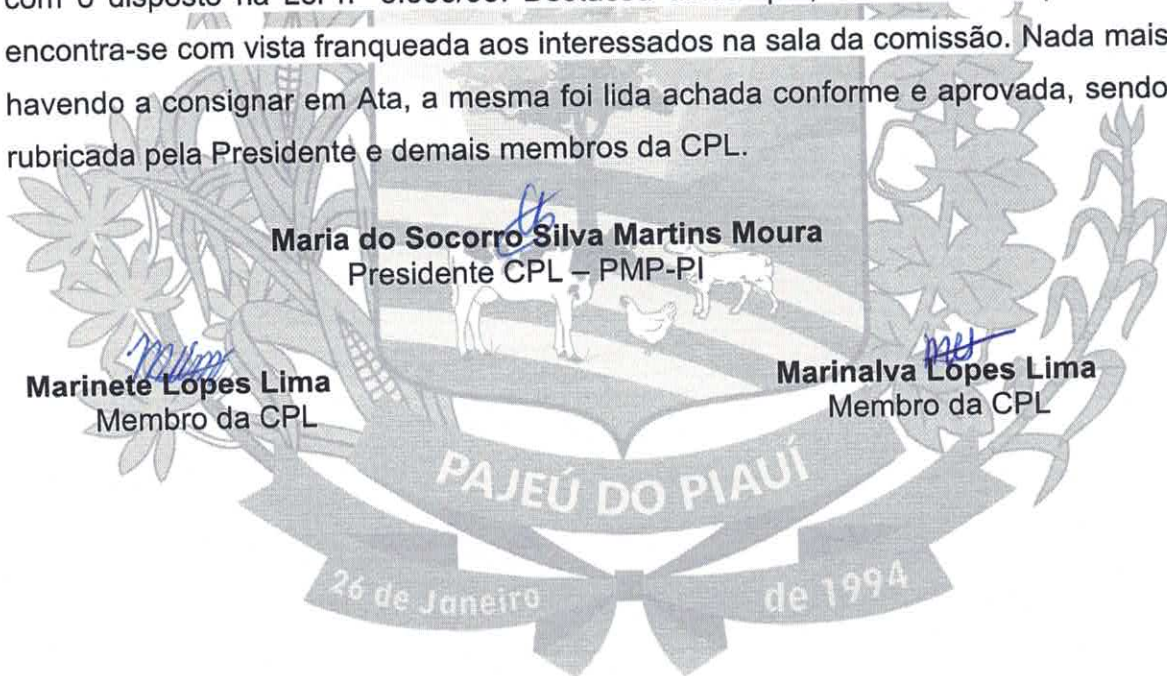 encontra-se com vista franqueada aos interessados na sala da comissão. Nada mais
havendo a consignar em Ata, a mesma foi lida achada conforme e aprovada, sendo
rubricada pela Presidente e demais membros da CPL.
Maria do Socorro Silva Martins Moura
Presidente CPL – PMP-PI
Marinete Lopes Lima
Membro da CPL
Marinalva Lopes Lima
Membro da CPL
PAJEÚ DO PIAUÍ
26 de Janeiro de 1994